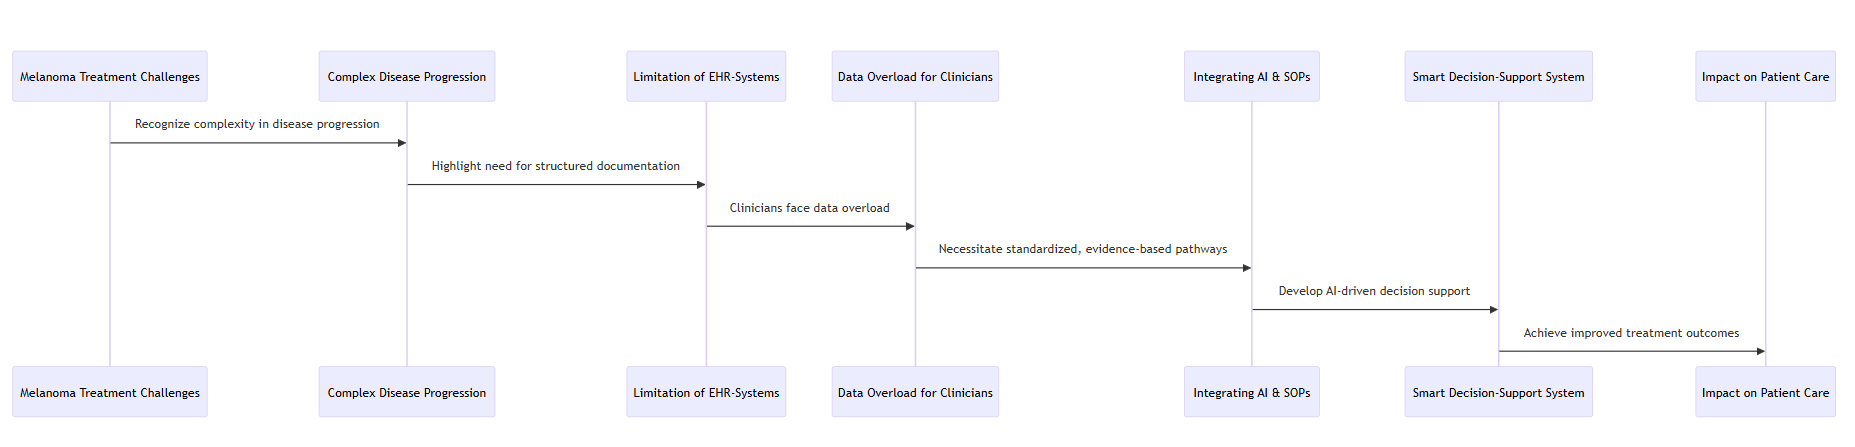 Melanoma Treatment Challenges
Complex Disease Progression
Limitation of EHR-Systems
Data Overload for Clinicians
Integrating AI & SOPs
Smart Decision-Support System
Impact on Patient Care
Recognize complexity in disease progression
Highlight need for structured documentation
Clinicians face data overload
Necessitate standardized, evidence-based pathways
Develop AI-driven decision support
Achieve improved treatment outcomes
Melanoma Treatment Challenges
Complex Disease Progression
Limitation of EHR-Systems
Data Overload for Clinicians
Integrating AI & SOPs
Smart Decision-Support System
Impact on Patient Care